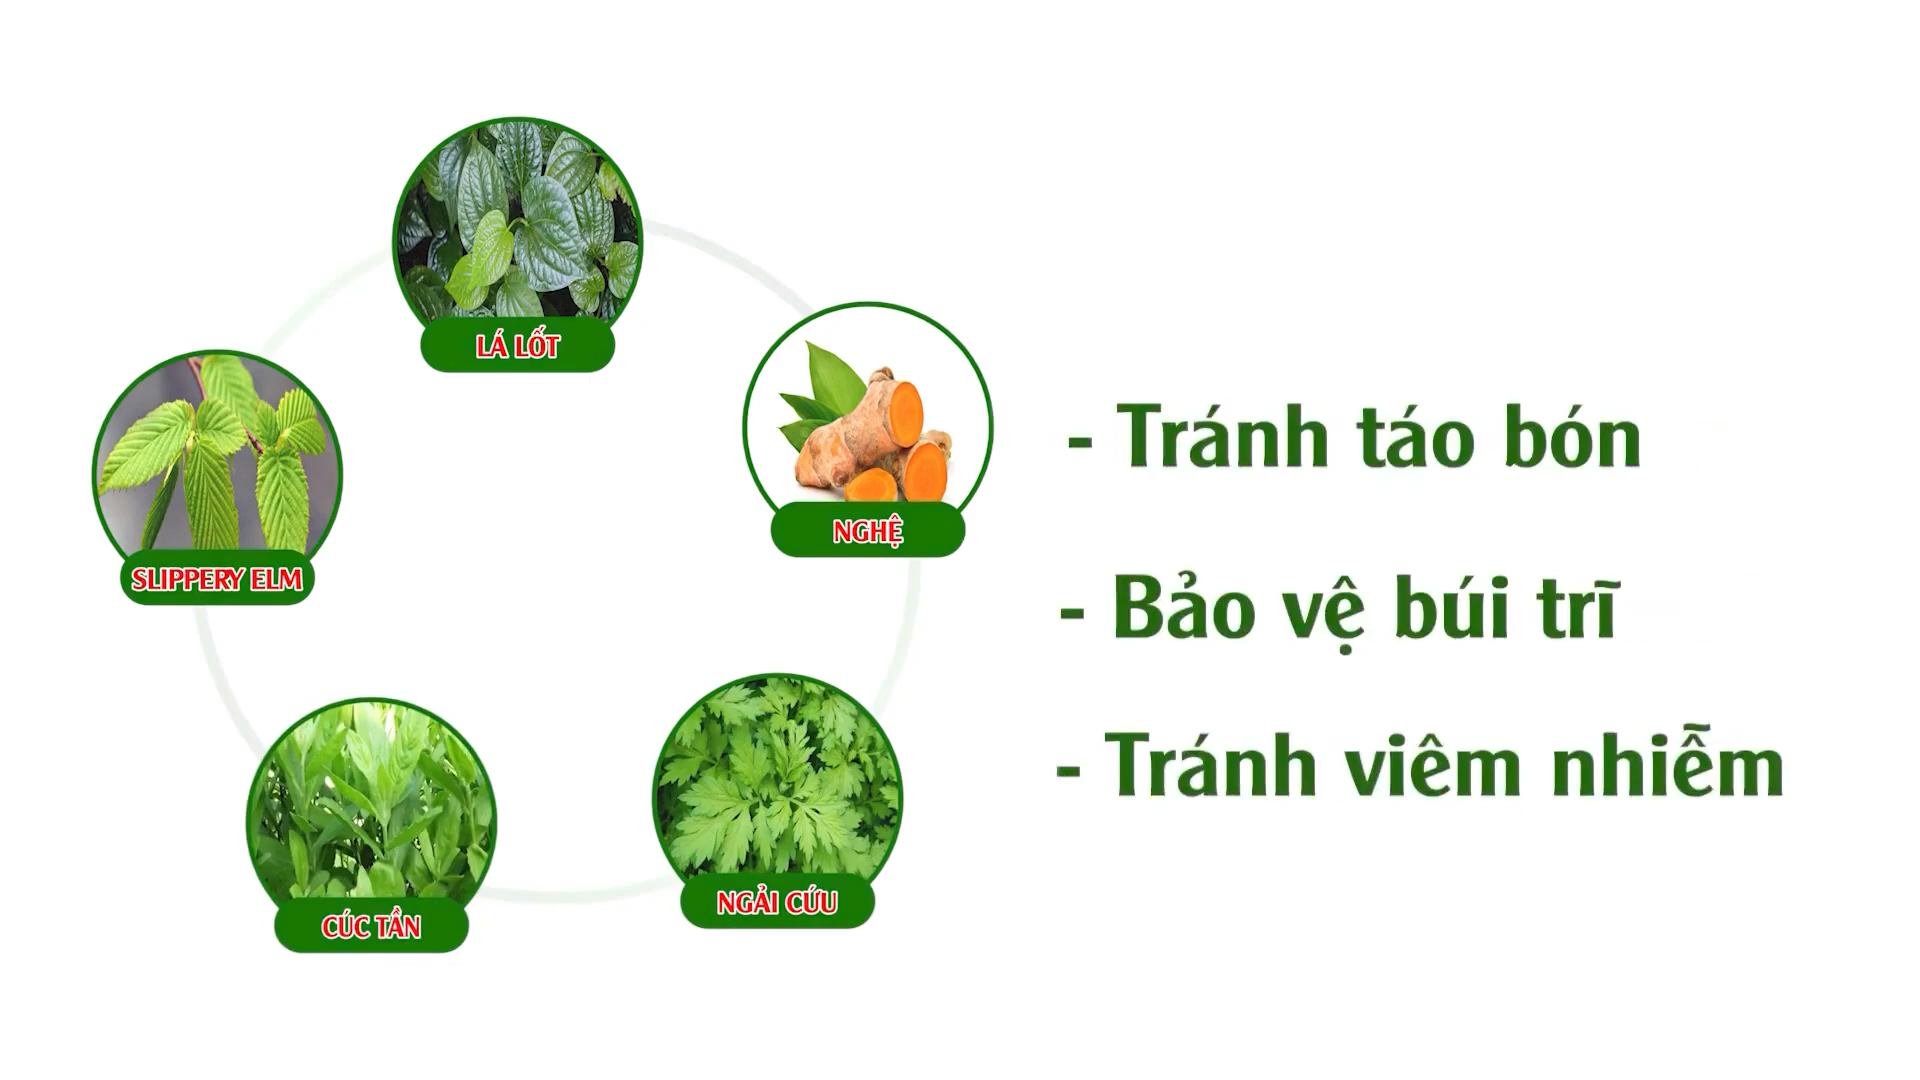 LÁ LỐT
NGHỆ
SLIPPERY ELM
CÚC TẦN
NGẢI CỨU
- Tránh táo bón
- Bảo vệ búi trĩ
- Tránh viêm nhiễm